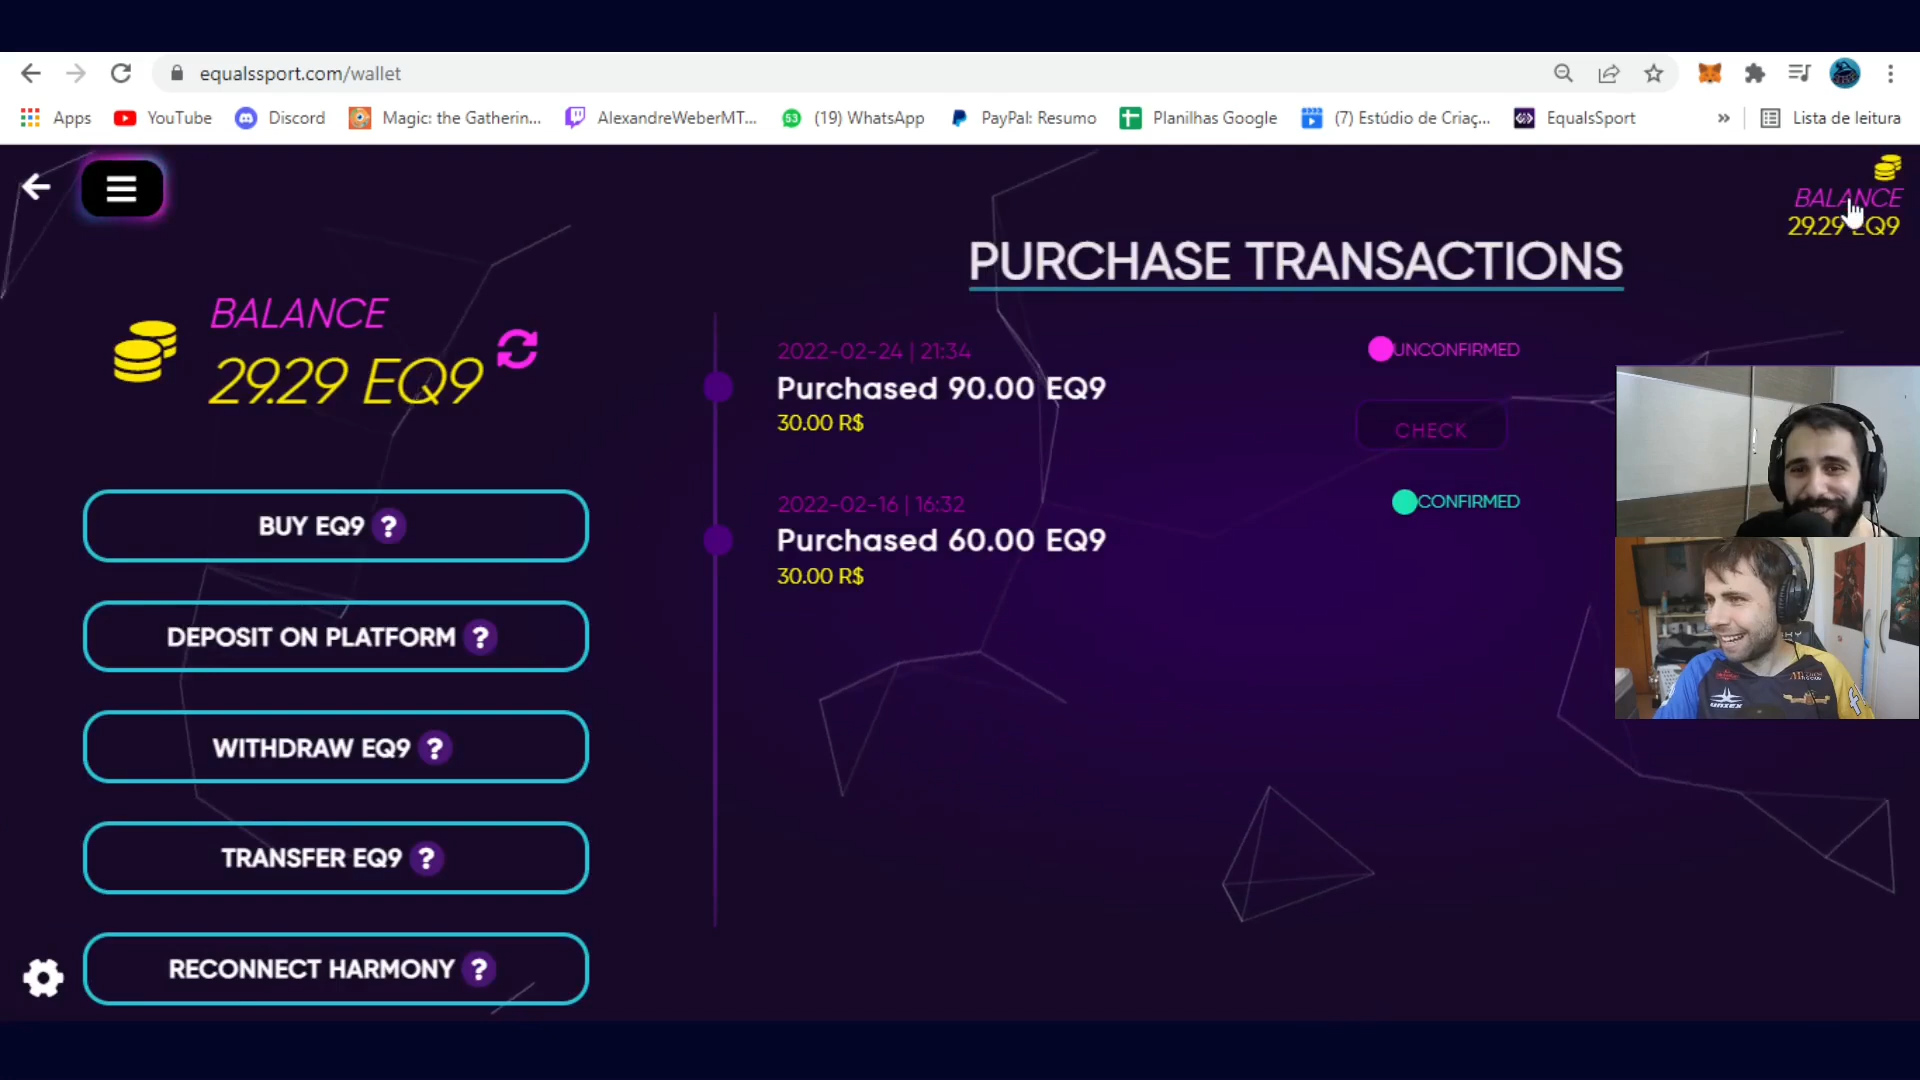 equalssport.com/wallet
Apps YouTube Discord Magic: the Gatherin... AlexandreWeberMT... 53 (19) WhatsApp PayPal: Resumo Planilhas Google (7) Estúdio de Criaç... EqualsSport » Lista de leitura
BALANCE
29.29 EQ9
PURCHASE TRANSACTIONS
BALANCE
29.29 EQ9
BUY EQ9 ?
DEPOSIT ON PLATFORM ?
WITHDRAW EQ9 ?
TRANSFER EQ9 ?
RECONNECT HARMONY ?
2022-02-24 | 21:34
UNCONFIRMED
Purchased 90.00 EQ9
30.00 R$
CHECK
2022-02-16 | 16:32
CONFIRMED
Purchased 60.00 EQ9
30.00 R$